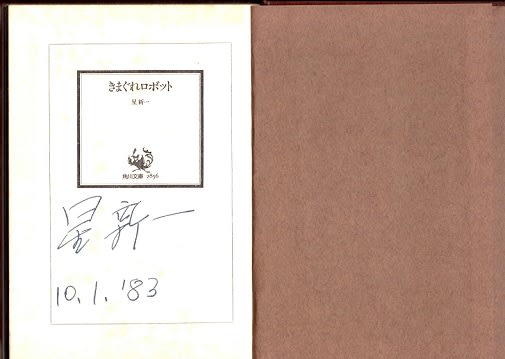 きまぐれロボット
星 新一
角川文庫 2856
星 新一
10.1.'83